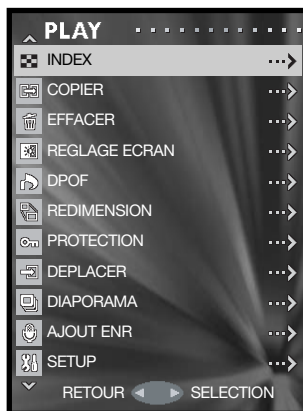 PLAY
INDEX
COPIER
EFFACER
REGLAGE ECRAN
DPOF
REDIMENSION
PROTECTION
DEPLACER
DIAPORAMA
AJOUT ENR
SETUP
RETOUR SELECTION